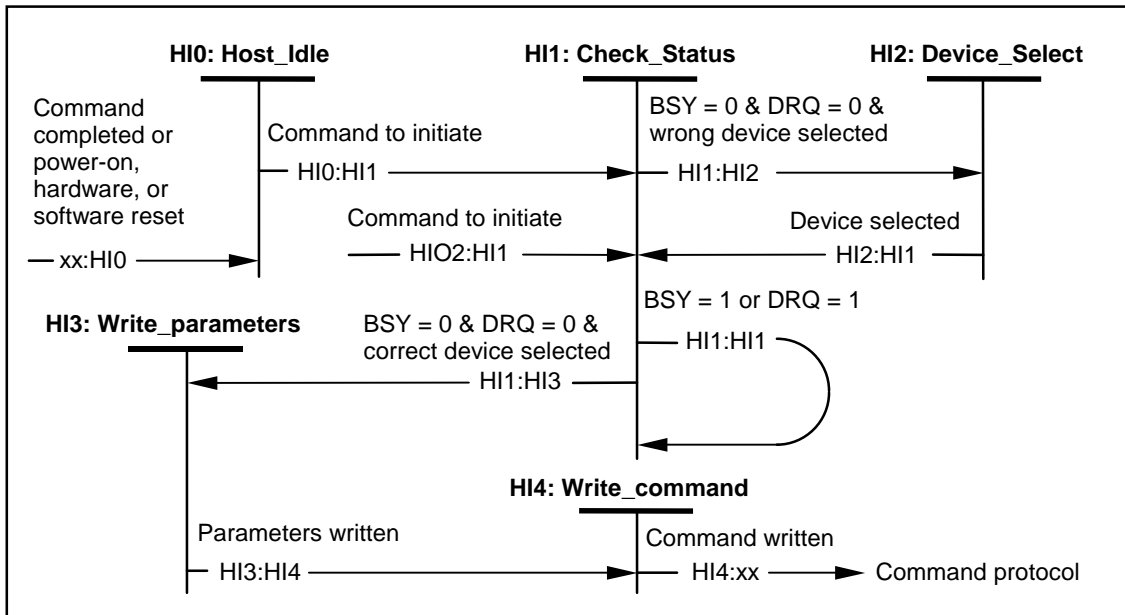 HI0: Host_Idle
HI1: Check_Status
HI2: Device_Select
Command
completed or
power-on,
hardware, or
software reset
xx:HI0
Command to initiate
HI0:HI1
BSY = 0 & DRQ = 0 &
wrong device selected
HI1:HI2
Command to initiate
HIO2:HI1
Device selected
HI2:HI1
HI3: Write_parameters
BSY = 0 & DRQ = 0 &
correct device selected
HI1:HI3
BSY = 1 or DRQ = 1
HI1:HI1
HI4: Write_command
Parameters written
HI3:HI4
Command written
HI4:xx
Command protocol